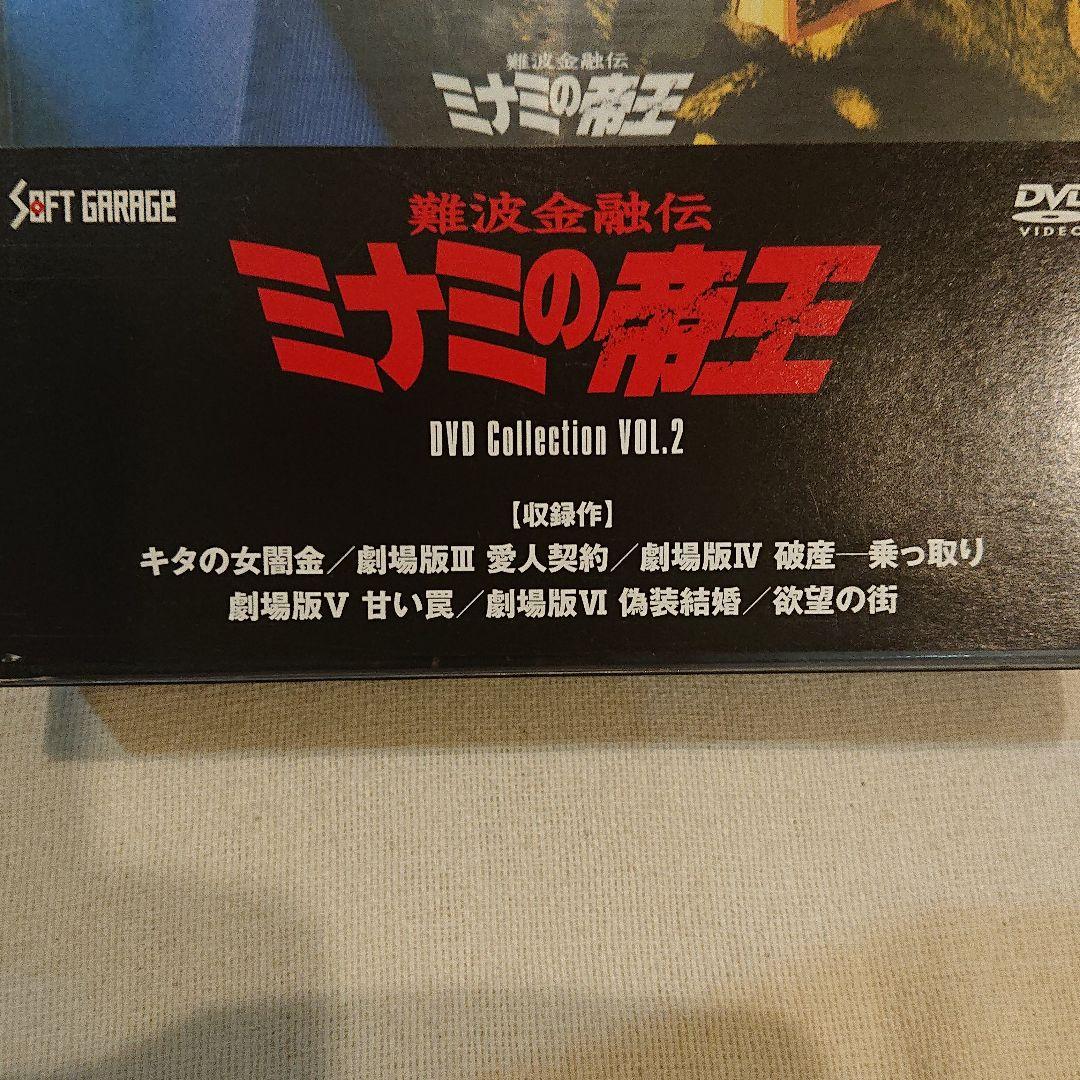 難波金融伝
ミナミの帝王
SOFT GARAGE
DVD
VIDEO
難波金融伝
ミナミの帝王
DVD Collection VOL.2
【収録作】
キタの女闇金／劇場版Ⅲ 愛人契約／劇場版Ⅳ 破産―乗っ取り
劇場版Ⅴ 甘い罠／劇場版Ⅵ 偽装結婚／欲望の街